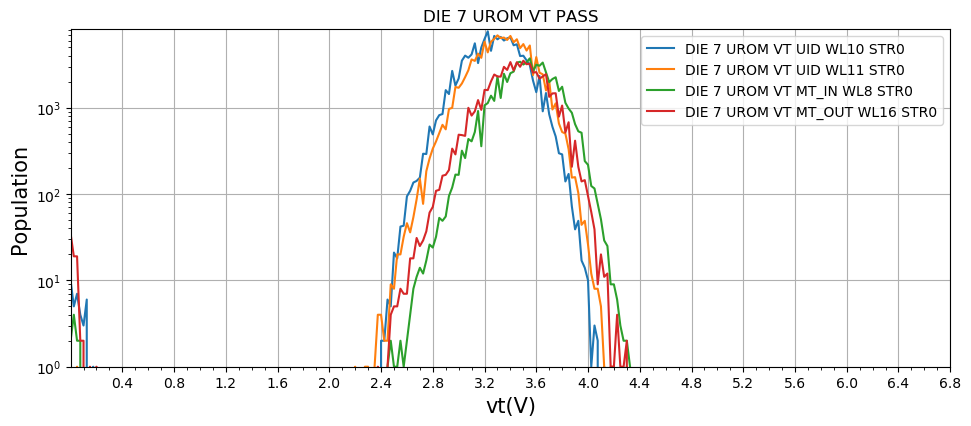 DIE 7 UROM VT PASS
DIE 7 UROM VT UID WL10 STR0
DIE 7 UROM VT UID WL11 STR0
DIE 7 UROM VT MT_IN WL8 STR0
DIE 7 UROM VT MT_OUT WL16 STR0
Population
10³
10²
10¹
10⁰
0.4 0.8 1.2 1.6 2.0 2.4 2.8 3.2 3.6 4.0 4.4 4.8 5.2 5.6 6.0 6.4 6.8
vt(V)